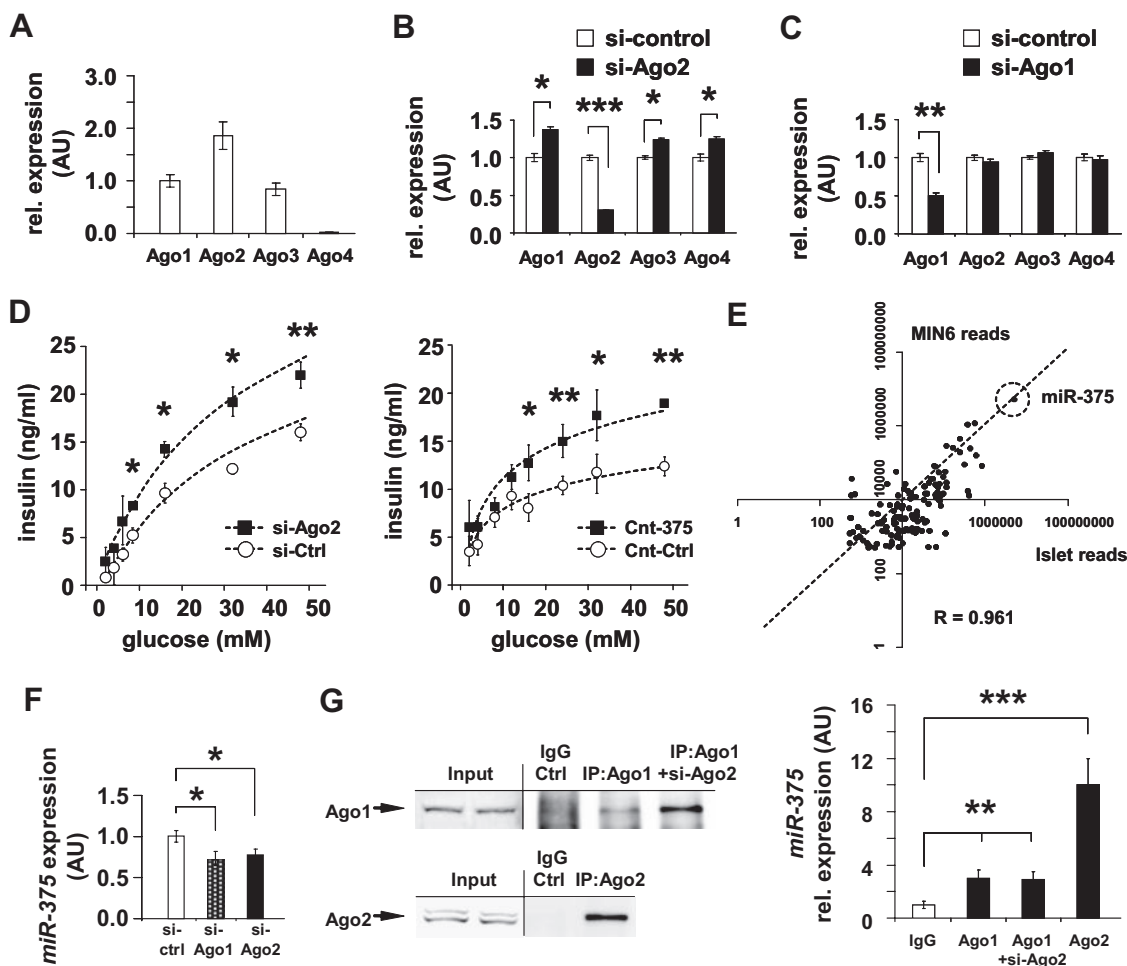 A
rel. expression
(AU)
3.0
2.0
1.0
0.0
Ago1 Ago2 Ago3 Ago4
B
si-control
si-Ago2
rel. expression
(AU)
1.5
1.0
0.5
0.0
* *** * *
Ago1 Ago2 Ago3 Ago4
C
si-control
si-Ago1
rel. expression
(AU)
1.5
1.0
0.5
0.0
**
Ago1 Ago2 Ago3 Ago4
D
insulin (ng/ml)
25
20
15
10
5
0
* * * **
si-Ago2
si-Ctrl
0 10 20 30 40 50
glucose (mM)
insulin (ng/ml)
25
20
15
10
5
0
* ** * **
Cnt-375
Cnt-Ctrl
0 10 20 30 40 50
glucose (mM)
E
MIN6 reads
100000000
1000000
10000
100
1
miR-375
1 100 1000000 100000000
Islet reads
R = 0.961
F
miR-375 expression
(AU)
1.5
1.0
0.5
0.0
*
*
si- si- si-
ctrl Ago1 Ago2
G
Input
IgG
Ctrl
IP:Ago1
IP:Ago1
+si-Ago2
Ago1
Input
IgG
Ctrl
IP:Ago2
Ago2
miR-375
rel. expression (AU)
16
12
8
4
0
***
**
IgG Ago1 Ago1 Ago2
+si-Ago2